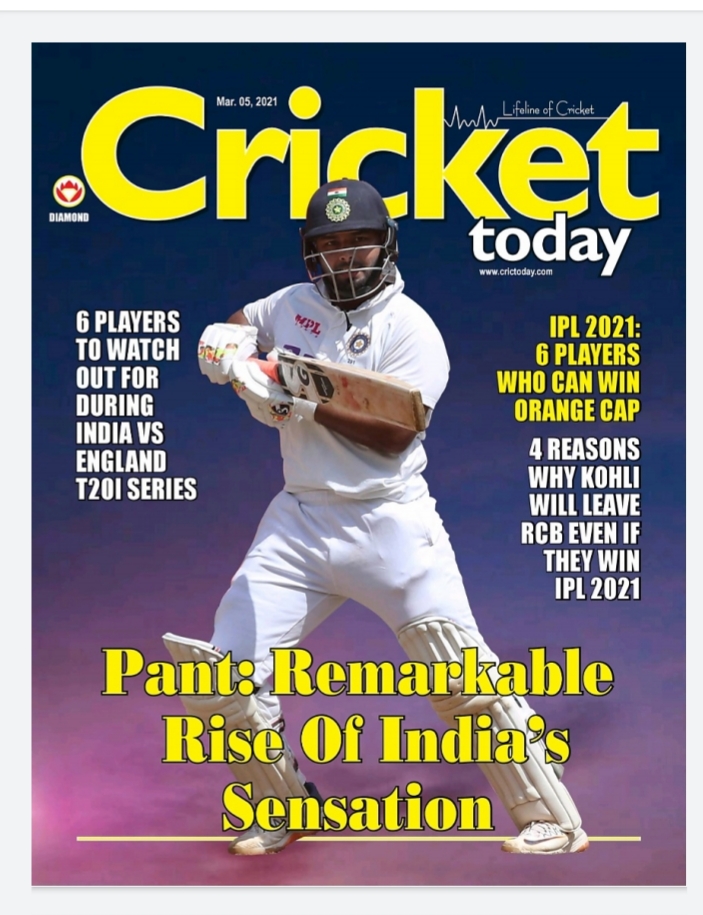 Mar. 05, 2021
Lifeline of Cricket
Cricket
DIAMOND
today
www.crictoday.com
MPL
6 PLAYERS
TO WATCH
OUT FOR
DURING
INDIA VS
ENGLAND
T20I SERIES
IPL 2021:
6 PLAYERS
WHO CAN WIN
ORANGE CAP
4 REASONS
WHY KOHLI
WILL LEAVE
RCB EVEN IF
THEY WIN
IPL 2021
Pant: Remarkable
Rise Of India's
Sensation